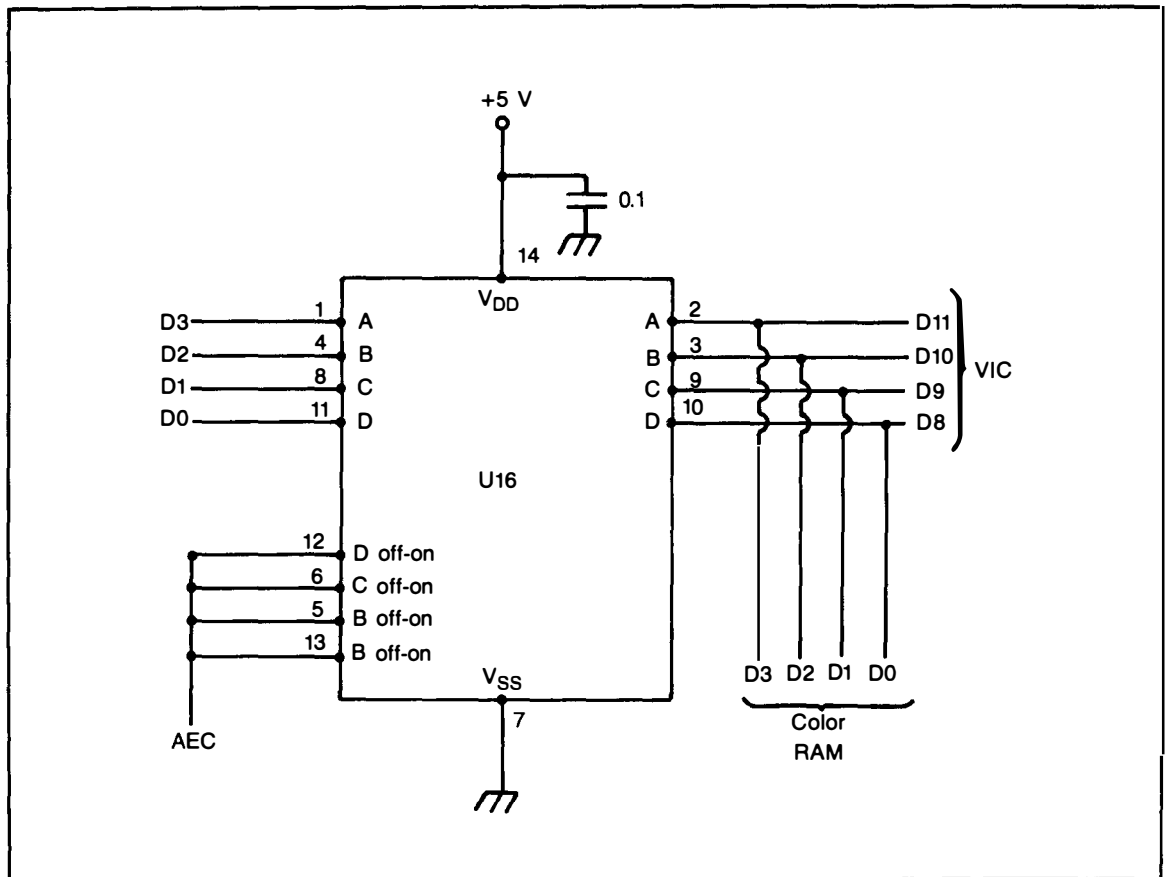 +5 V
0.1
14
V_DD
D3 1 A
D2 4 B
D1 8 C
D0 11 D
A 2 D11
B 3 D10
C 9 D9
D 10 D8
VIC
U16
12 D off-on
6 C off-on
5 B off-on
13 B off-on
AEC
V_SS
7
D3 D2 D1 D0
Color
RAM